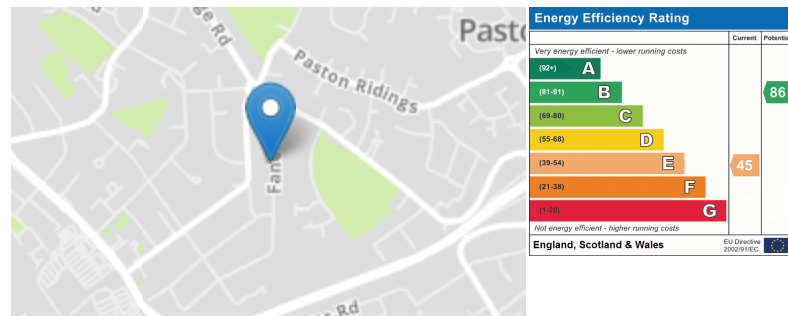 Paston
Ridings
Rd
Energy Efficiency Rating
Current
Very energy efficient - lower running costs
(92+) A
(81-91) B 86
(69-80) C
(55-68) D
(39-54) E 45
(21-38) F
(1-20) G
Not energy efficient - higher running costs
England, Scotland & Wales
EU Directive
2002/91/EC
Rd